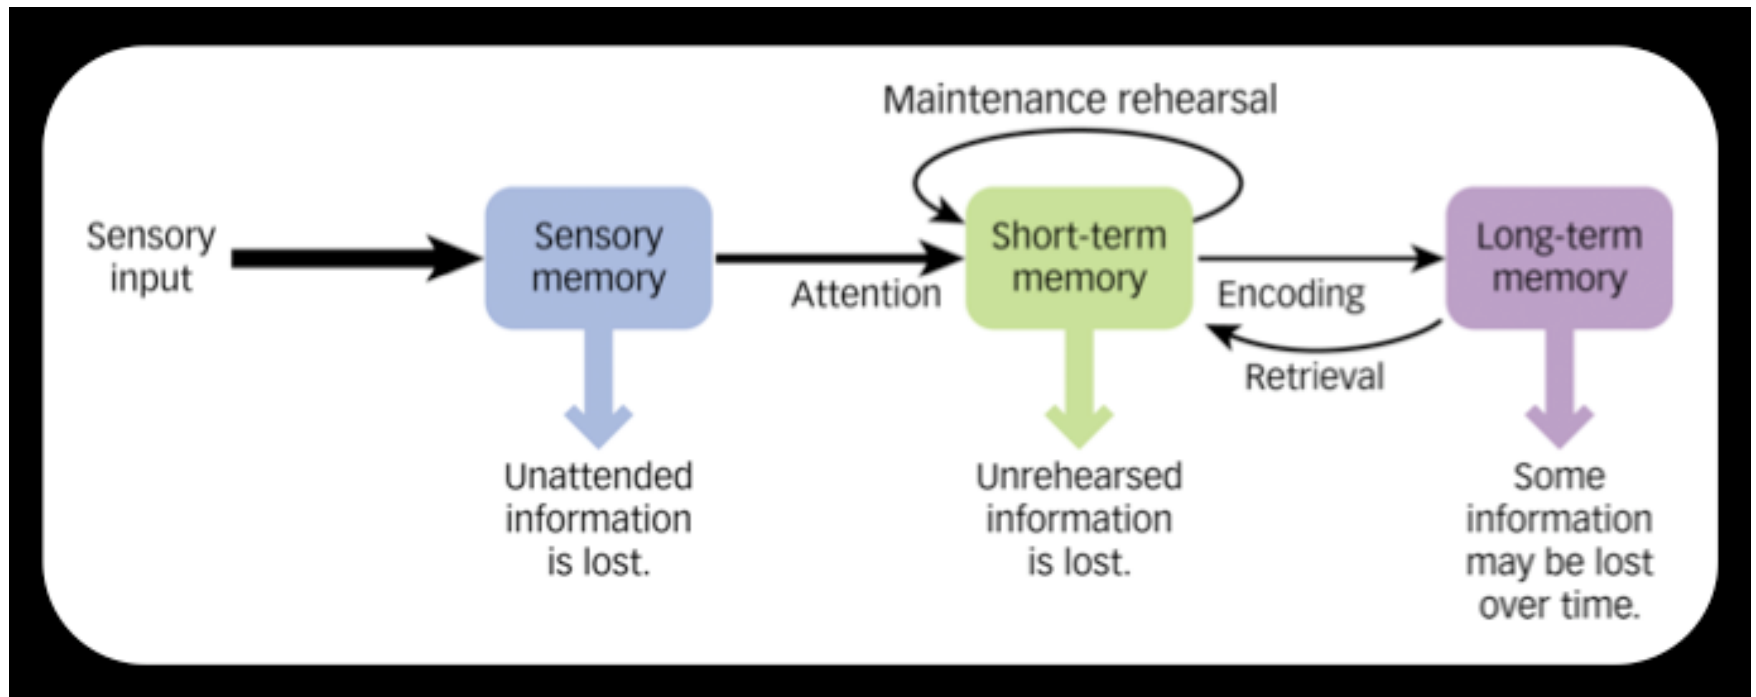 Maintenance rehearsal
Sensory
input
Sensory
memory
Attention
Short-term
memory
Encoding
Retrieval
Long-term
memory
Unattended
information
is lost.
Unrehearsed
information
is lost.
Some
information
may be lost
over time.